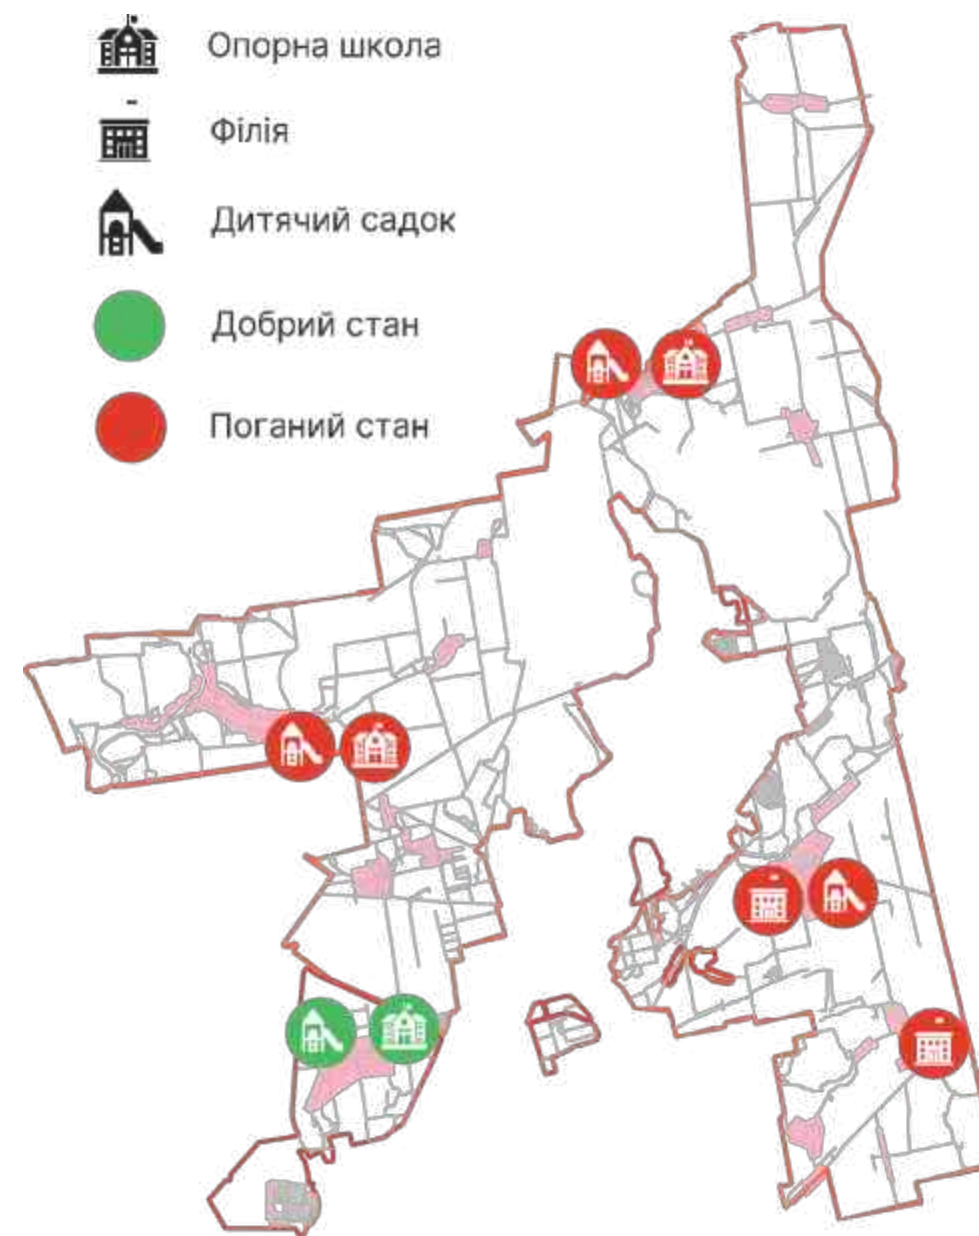 Опорна школа
Філія
Дитячий садок
Добрий стан
Поганий стан